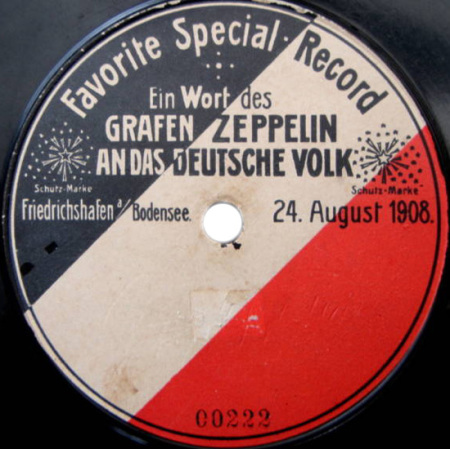 Favorite Special-Record
Ein Wort des
GRAFEN ZEPPELIN
AN DAS DEUTSCHE VOLK
Schutz-Marke
Schutz-Marke
Friedrichshafen a/Bodensee.
24. August 1908.
00222